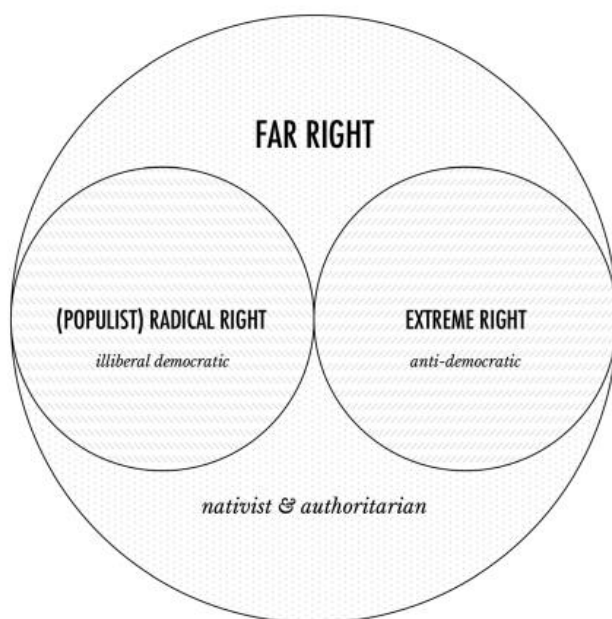 FAR RIGHT
(POPULIST) RADICAL RIGHT
illiberal democratic
EXTREME RIGHT
anti-democratic
nativist & authoritarian